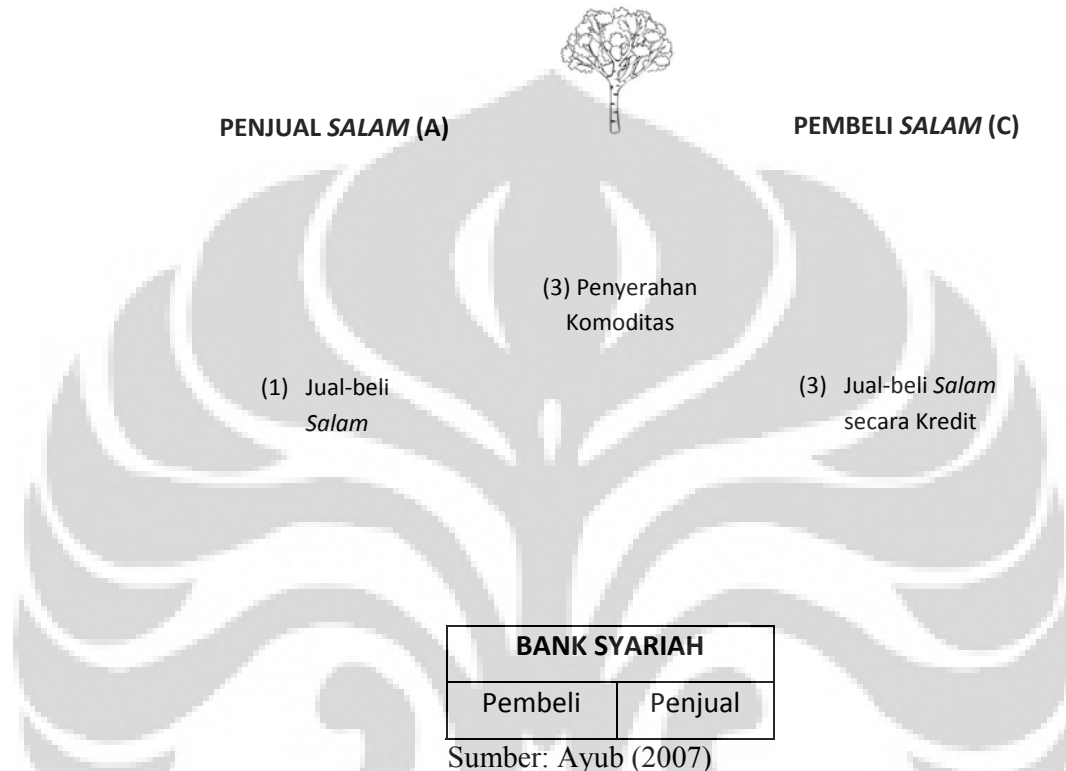 PENJUAL SALAM (A)
PEMBELI SALAM (C)
(3) Penyerahan
Komoditas
(1) Jual-beli
Salam
(3) Jual-beli Salam
secara Kredit
BANK SYARIAH
Pembeli Penjual
Sumber: Ayub (2007)